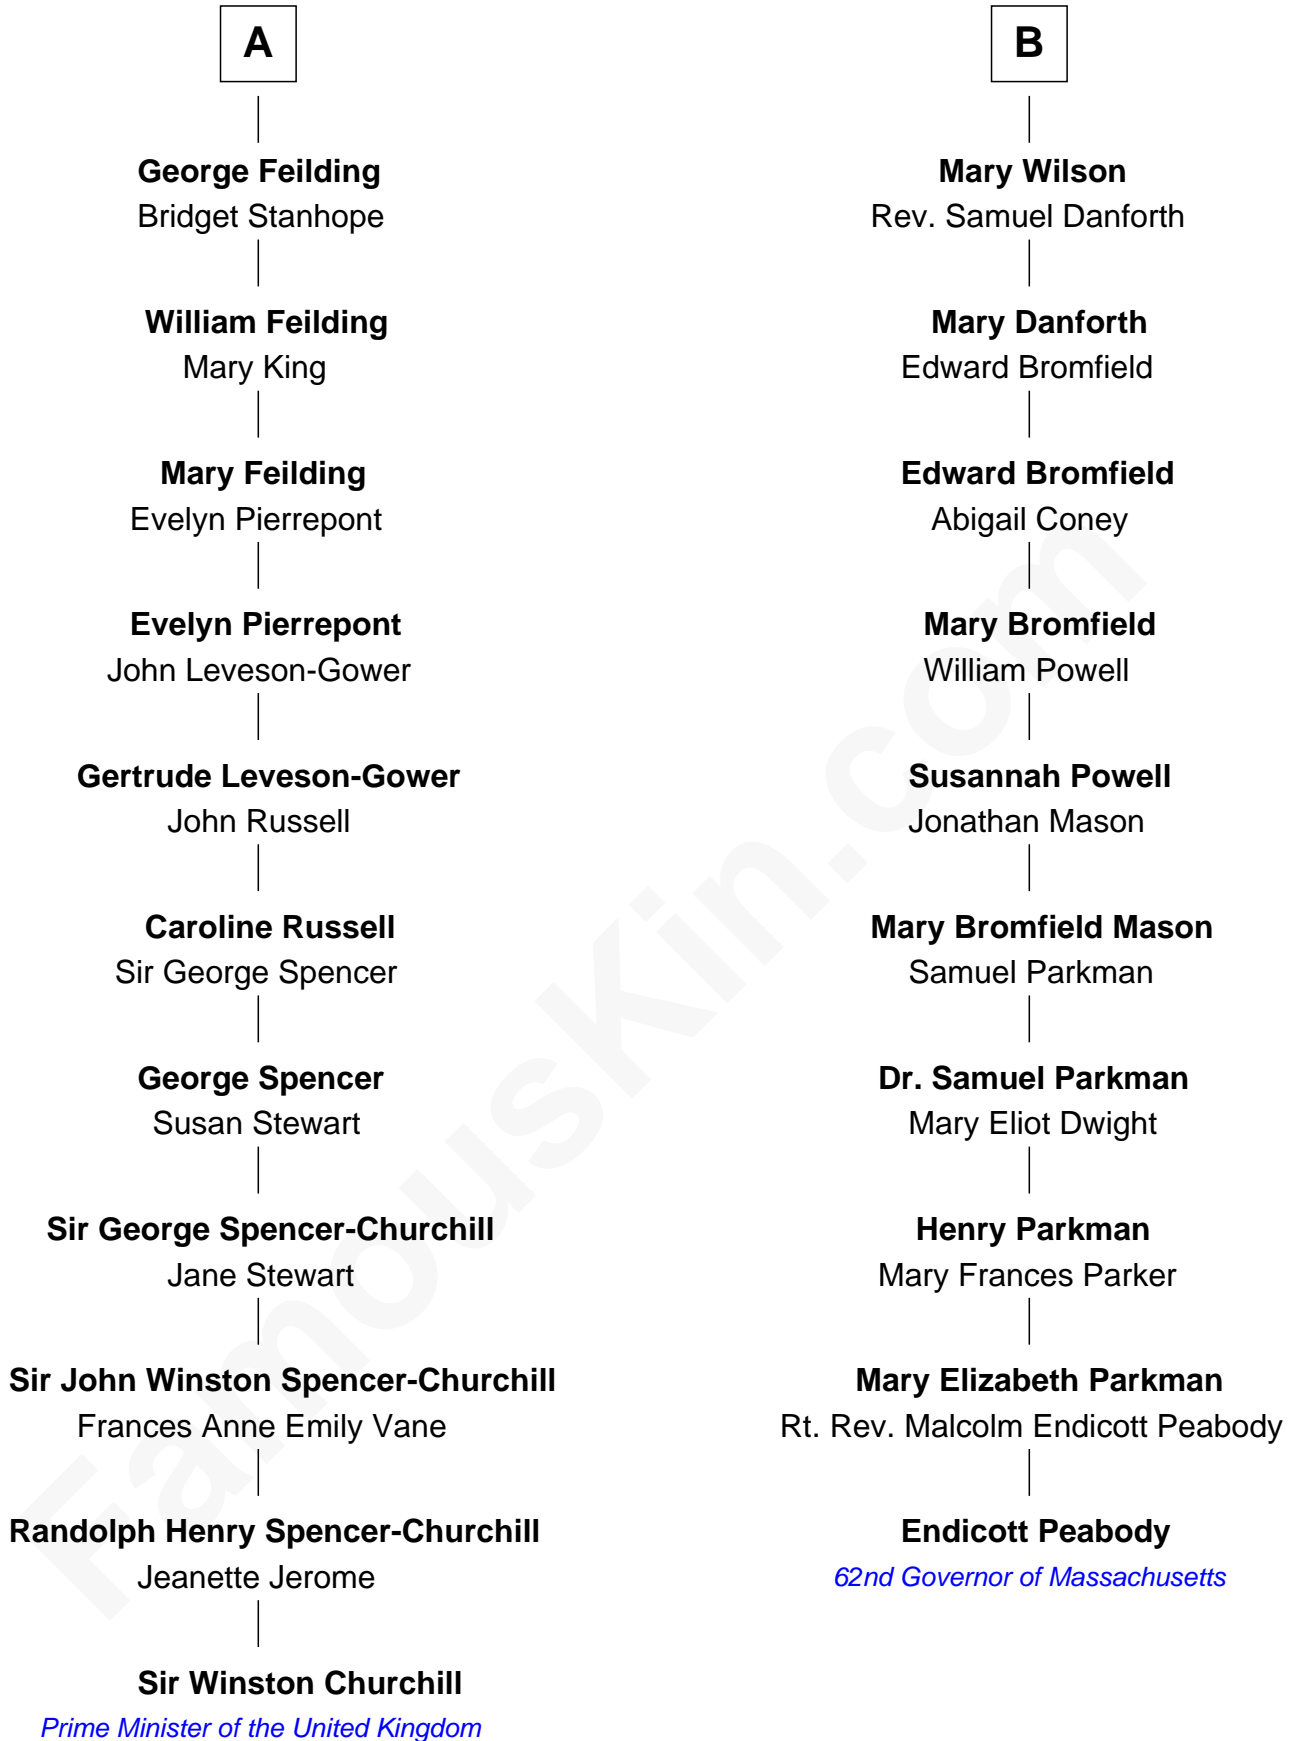 A
George Feilding
Bridget Stanhope
William Feilding
Mary King
Mary Feilding
Evelyn Pierrepont
Evelyn Pierrepont
John Leveson-Gower
Gertrude Leveson-Gower
John Russell
Caroline Russell
Sir George Spencer
George Spencer
Susan Stewart
Sir George Spencer-Churchill
Jane Stewart
Sir John Winston Spencer-Churchill
Frances Anne Emily Vane
Randolph Henry Spencer-Churchill
Jeanette Jerome
Sir Winston Churchill
Prime Minister of the United Kingdom
B
Mary Wilson
Rev. Samuel Danforth
Mary Danforth
Edward Bromfield
Edward Bromfield
Abigail Coney
Mary Bromfield
William Powell
Susannah Powell
Jonathan Mason
Mary Bromfield Mason
Samuel Parkman
Dr. Samuel Parkman
Mary Eliot Dwight
Henry Parkman
Mary Frances Parker
Mary Elizabeth Parkman
Rt. Rev. Malcolm Endicott Peabody
Endicott Peabody
62nd Governor of Massachusetts
FamousKin.com